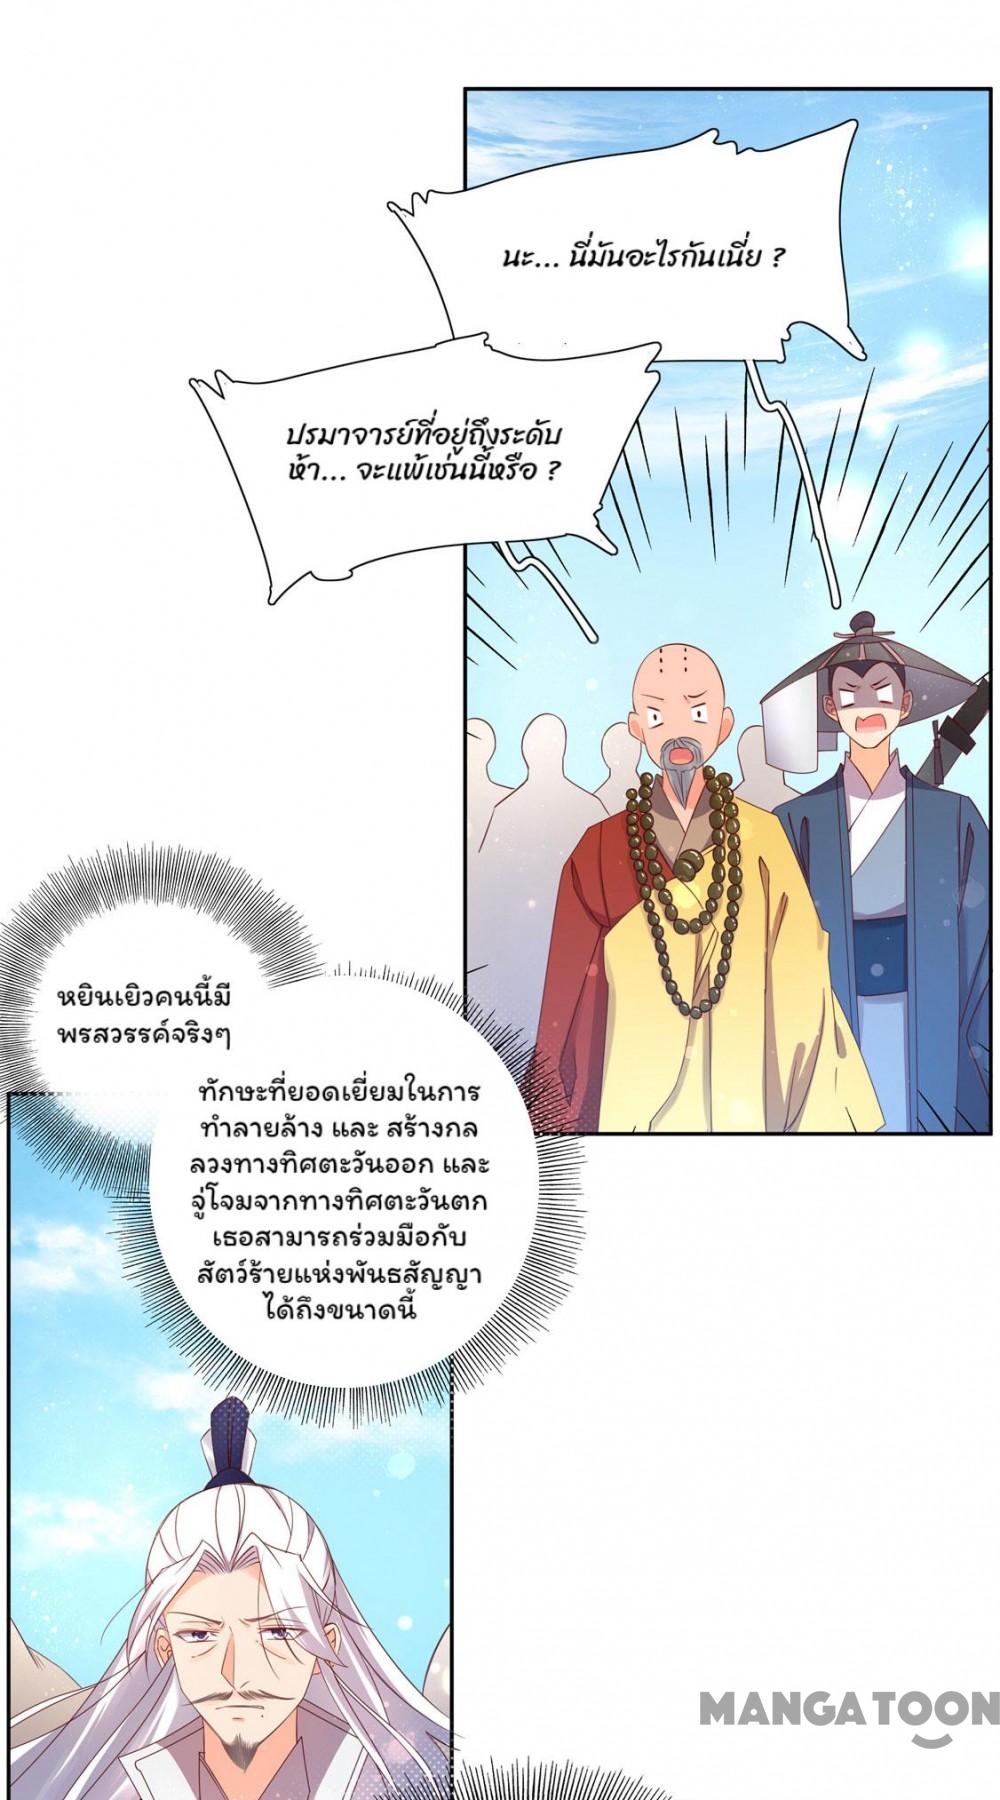 นะ... นี่มันอะไรกันเนี่ย ?
ปรมาจารย์ที่อยู่ถึงระดับ
ห้า... จะแพ้เช่นนี้หรือ ?
หยินเยิวคนนี้มี
พรสวรรค์จริงๆ
ทักษะที่ยอดเยี่ยมในการ
ทำลายล้าง และ สร้างกล
ลวงทางทิศตะวันออก และ
จู่โจมจากทางทิศตะวันตก
เธอสามารถร่วมมือกับ
สัตว์ร้ายแห่งพันธสัญญา
ได้ถึงขนาดนี้
MANGATOON